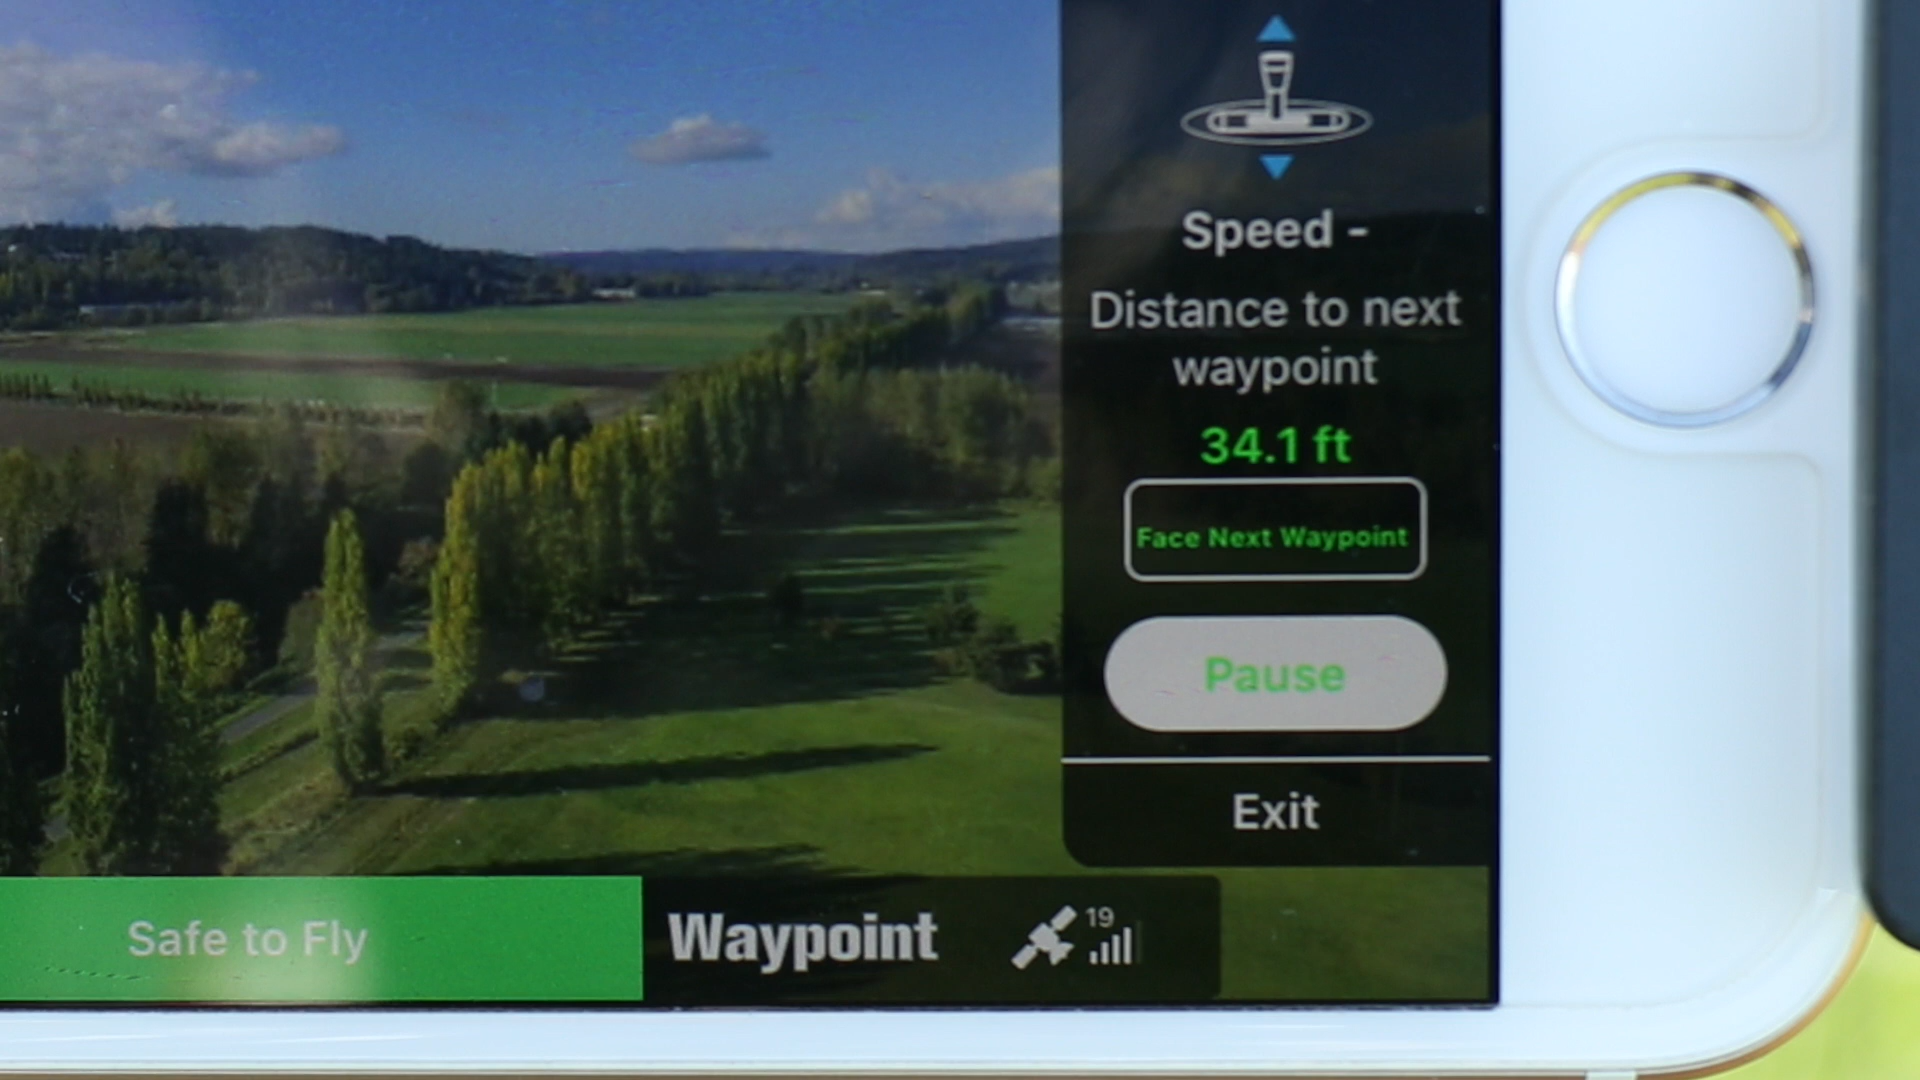 Speed -
Distance to next
waypoint
34.1 ft
Face Next Waypoint
Pause
Exit
Safe to Fly
Waypoint
19